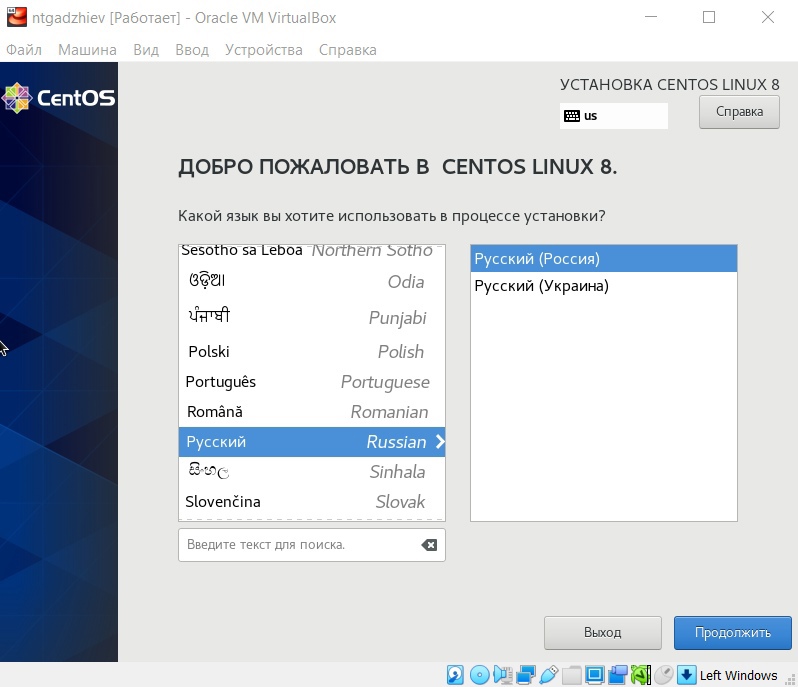 ntgadzhiev [Работает] - Oracle VM VirtualBox
Файл Машина Вид Ввод Устройства Справка
CentOS
УСТАНОВКА CENTOS LINUX 8
us
Справка
ДОБРО ПОЖАЛОВАТЬ В CENTOS LINUX 8.
Какой язык вы хотите использовать в процессе установки?
Sesotho sa Leboa Northern Sotho
ଓଡ଼ିଆ Odia
ਪੰਜਾਬੀ Punjabi
Polski Polish
Português Portuguese
Română Romanian
Русский Russian
සිංහල Sinhala
Slovenčina Slovak
Русский (Россия)
Русский (Украина)
Введите текст для поиска.
Выход
Продолжить
Left Windows